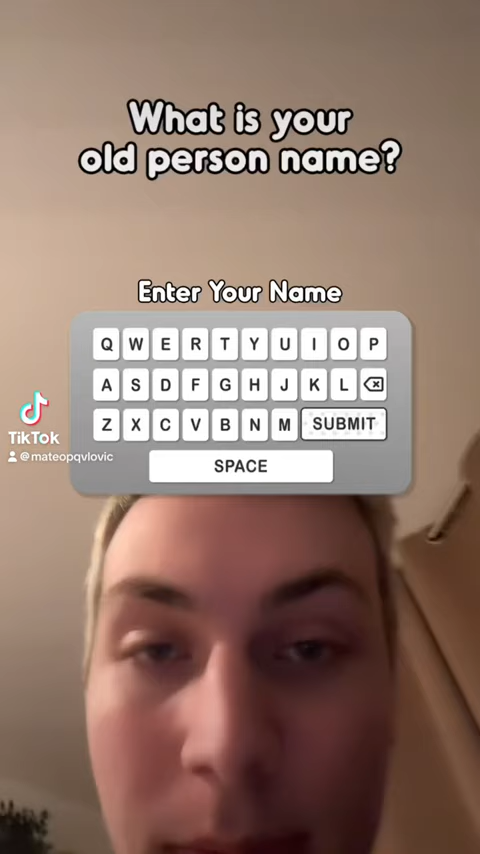 What is your
old person name?
Enter Your Name
Q W E R T Y U I O P
A S D F G H J K L
Z X C V B N M SUBMIT
SPACE
TikTok
@mateopqvlovic